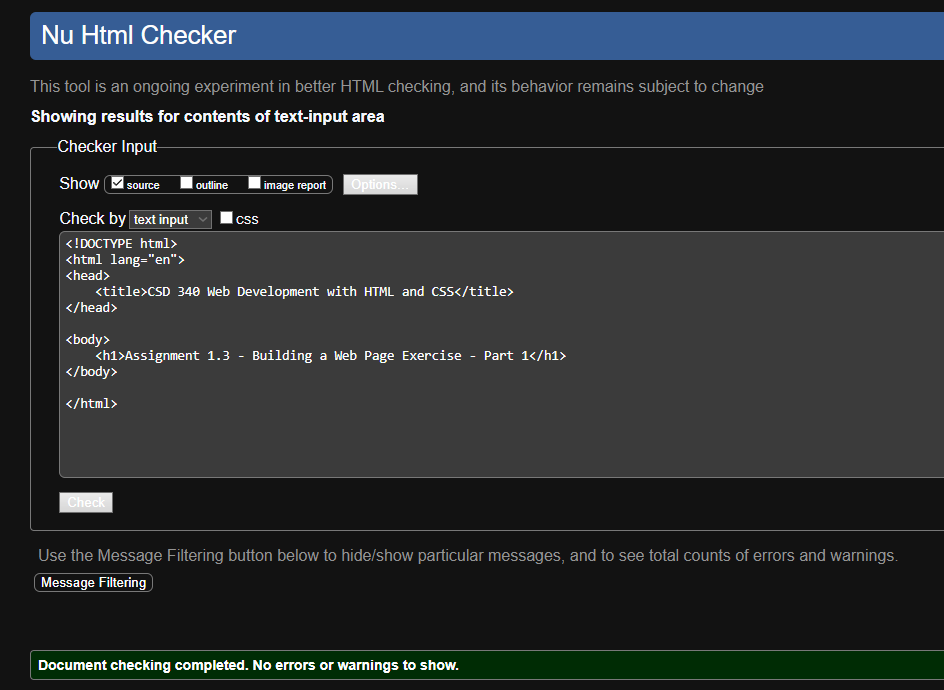 Nu Html Checker
This tool is an ongoing experiment in better HTML checking, and its behavior remains subject to change
Showing results for contents of text-input area
Checker Input
Show source outline image report Options...
Check by text input css
<!DOCTYPE html>
<html lang="en">
<head>
    <title>CSD 340 Web Development with HTML and CSS</title>
</head>
<body>
    <h1>Assignment 1.3 - Building a Web Page Exercise - Part 1</h1>
</body>
</html>
Check
Use the Message Filtering button below to hide/show particular messages, and to see total counts of errors and warnings.
Message Filtering
Document checking completed. No errors or warnings to show.